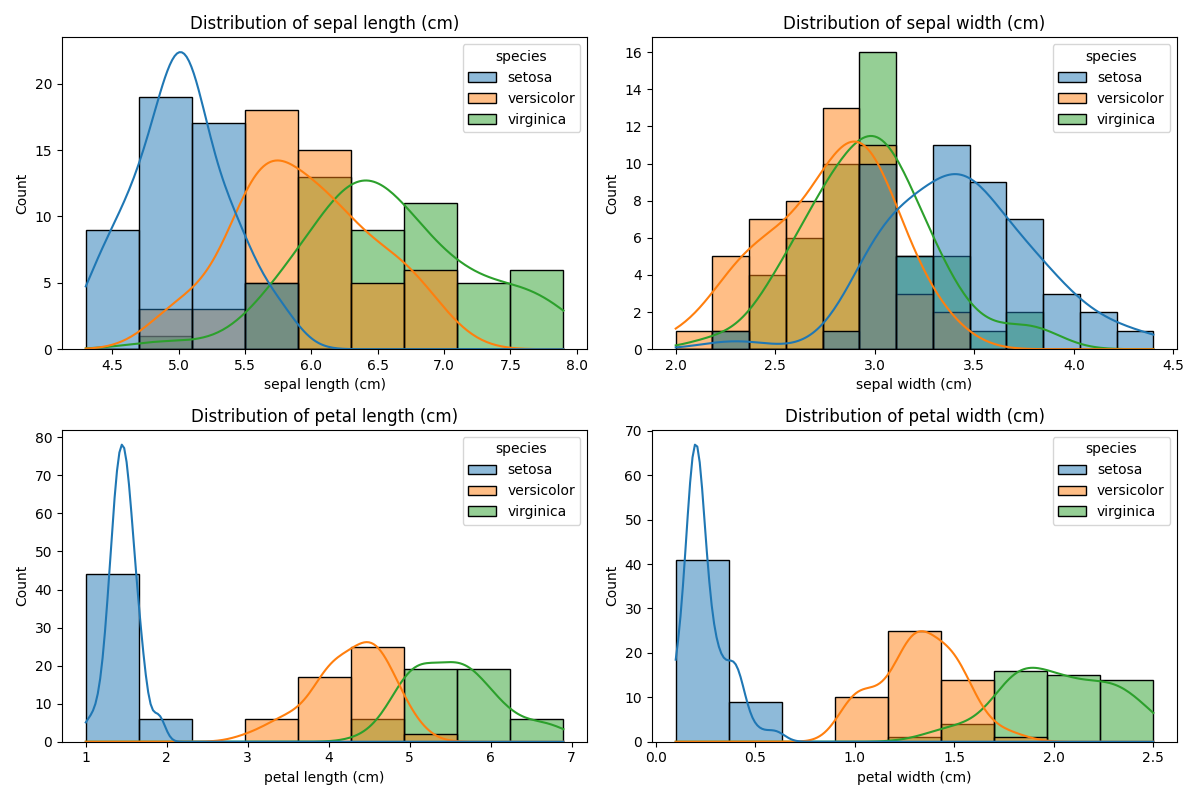 Distribution of sepal length (cm)
species
setosa
versicolor
virginica
Count
20
15
10
5
0
4.5 5.0 5.5 6.0 6.5 7.0 7.5 8.0
sepal length (cm)
Distribution of sepal width (cm)
species
setosa
versicolor
virginica
Count
16
14
12
10
8
6
4
2
0
2.0 2.5 3.0 3.5 4.0 4.5
sepal width (cm)
Distribution of petal length (cm)
species
setosa
versicolor
virginica
Count
80
70
60
50
40
30
20
10
0
1 2 3 4 5 6 7
petal length (cm)
Distribution of petal width (cm)
species
setosa
versicolor
virginica
Count
70
60
50
40
30
20
10
0
0.0 0.5 1.0 1.5 2.0 2.5
petal width (cm)